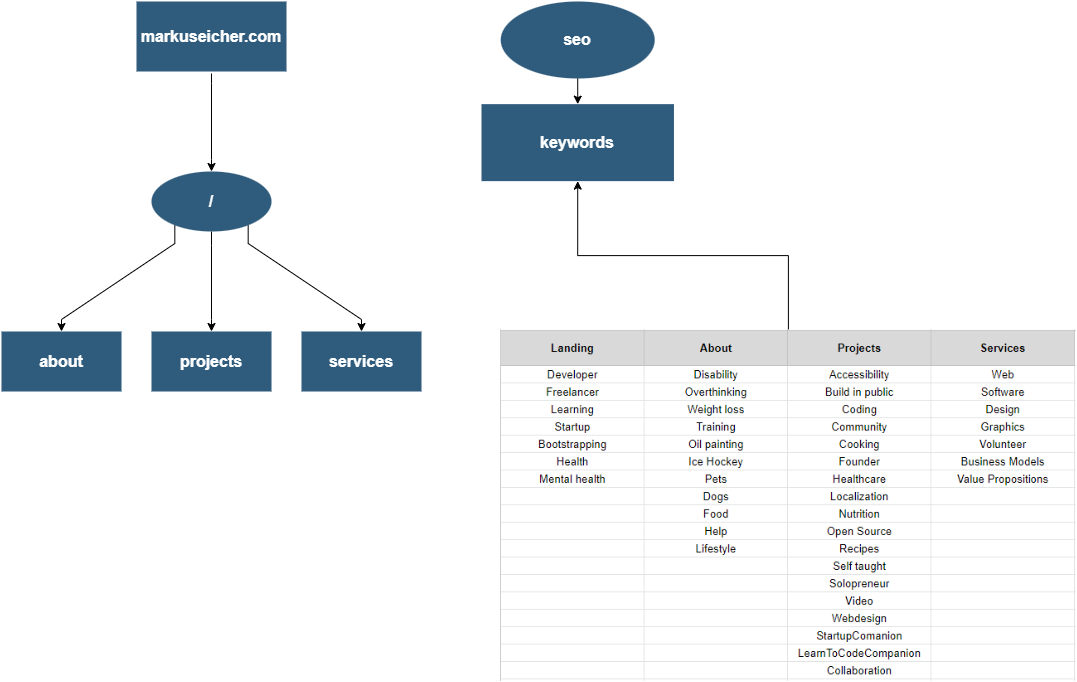 markuseicher.com
seo
keywords
/
about
projects
services
Landing About Projects Services
Developer Disability Accessibility Web
Freelancer Overthinking Build in public Software
Learning Weight loss Coding Design
Startup Training Community Graphics
Bootstrapping Oil painting Cooking Volunteer
Health Ice Hockey Founder Business Models
Mental health Pets Healthcare Value Propositions
Dogs Localization
Food Nutrition
Help Open Source
Lifestyle Recipes
Self taught
Solopreneur
Video
Webdesign
StartupComanion
LearnToCodeCompanion
Collaboration